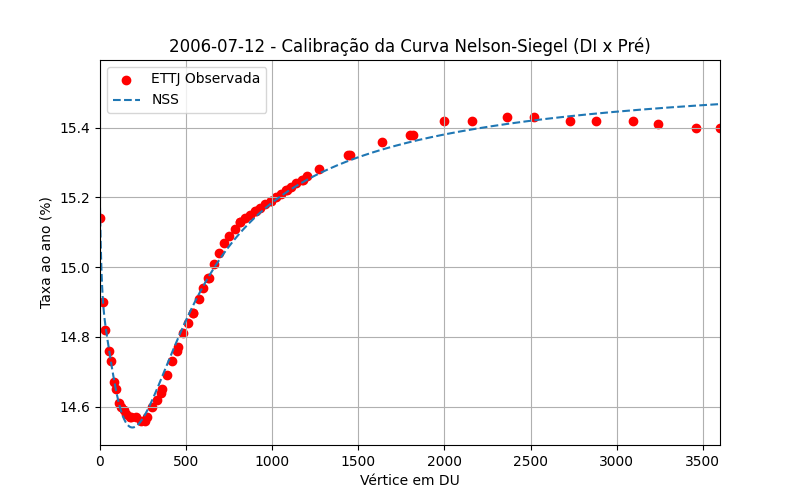 2006-07-12 - Calibração da Curva Nelson-Siegel (DI x Pré)
ETTJ Observada
NSS
Taxa ao ano (%)
15.4
15.2
15.0
14.8
14.6
0 500 1000 1500 2000 2500 3000 3500
Vértice em DU